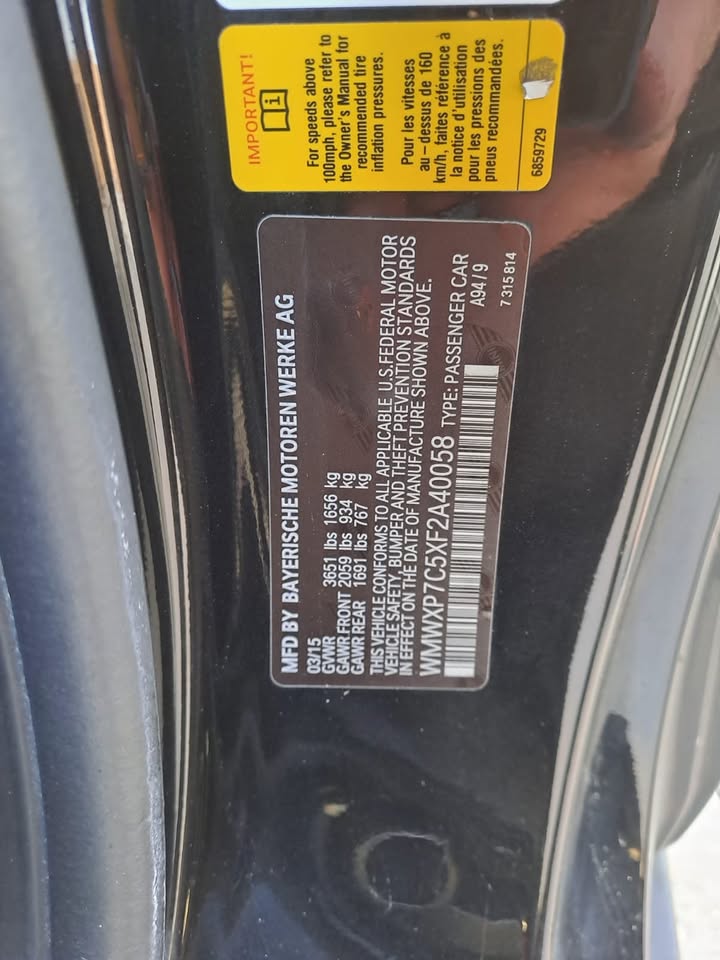 MFD BY BAYERISCHE MOTOREN WERKE AG
03/15
GVWR 3651 lbs 1656 kg
GAWR FRONT 2059 lbs 934 kg
GAWR REAR 1691 lbs 767 kg
THIS VEHICLE CONFORMS TO ALL APPLICABLE U.S.FEDERAL MOTOR
VEHICLE SAFETY, BUMPER AND THEFT PREVENTION STANDARDS
IN EFFECT ON THE DATE OF MANUFACTURE SHOWN ABOVE.
WMWXP7C5XF2A40058 TYPE: PASSENGER CAR
A94/9
7 315 814
IMPORTANT!
For speeds above
100mph, please refer to
the Owner's Manual for
recommended tire
inflation pressures.
Pour les vitesses
au-dessus de 160
km/h, faites référence à
la notice d'utilisation
pour les pressions des
pneus recommandées.
6859729